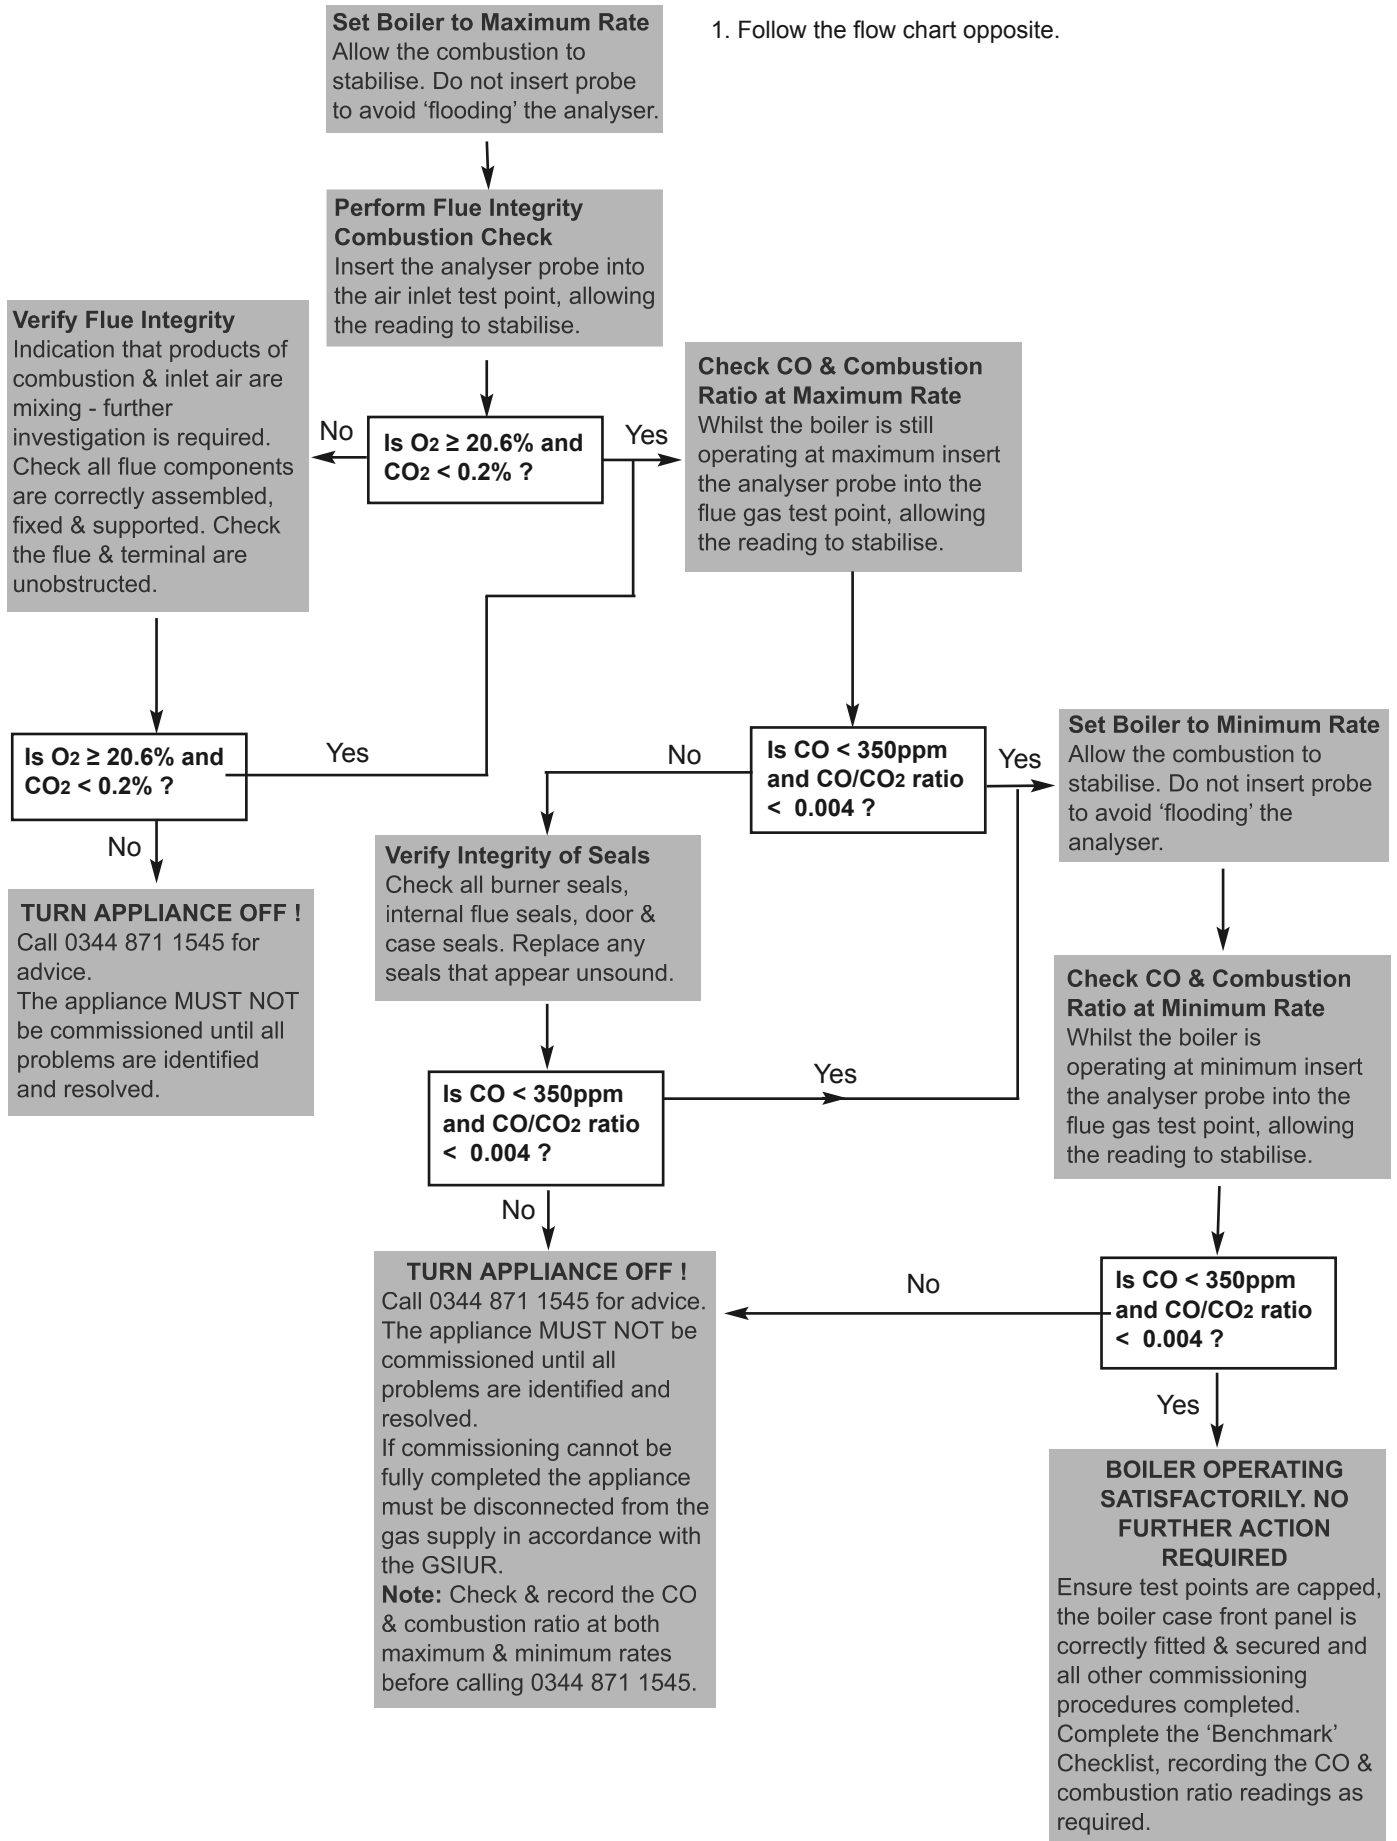 Set Boiler to Maximum Rate
Allow the combustion to
stabilise. Do not insert probe
to avoid ‘flooding’ the analyser.
1. Follow the flow chart opposite.
Perform Flue Integrity
Combustion Check
Insert the analyser probe into
the air inlet test point, allowing
the reading to stabilise.
Verify Flue Integrity
Indication that products of
combustion & inlet air are
mixing - further
investigation is required.
Check all flue components
are correctly assembled,
fixed & supported. Check
the flue & terminal are
unobstructed.
No
Is O2 ≥ 20.6% and
CO2 < 0.2% ?
Yes
Check CO & Combustion
Ratio at Maximum Rate
Whilst the boiler is still
operating at maximum insert
the analyser probe into the
flue gas test point, allowing
the reading to stabilise.
Is O2 ≥ 20.6% and
CO2 < 0.2% ?
Yes
No
TURN APPLIANCE OFF !
Call 0344 871 1545 for
advice.
The appliance MUST NOT
be commissioned until all
problems are identified
and resolved.
No
Is CO < 350ppm
and CO/CO2 ratio
< 0.004 ?
Yes
Set Boiler to Minimum Rate
Allow the combustion to
stabilise. Do not insert probe
to avoid ‘flooding’ the
analyser.
Verify Integrity of Seals
Check all burner seals,
internal flue seals, door &
case seals. Replace any
seals that appear unsound.
Check CO & Combustion
Ratio at Minimum Rate
Whilst the boiler is
operating at minimum insert
the analyser probe into the
flue gas test point, allowing
the reading to stabilise.
Is CO < 350ppm
and CO/CO2 ratio
< 0.004 ?
Yes
No
TURN APPLIANCE OFF !
Call 0344 871 1545 for advice.
The appliance MUST NOT be
commissioned until all
problems are identified and
resolved.
If commissioning cannot be
fully completed the appliance
must be disconnected from the
gas supply in accordance with
the GSIUR.
Note: Check & record the CO
& combustion ratio at both
maximum & minimum rates
before calling 0344 871 1545.
No
Is CO < 350ppm
and CO/CO2 ratio
< 0.004 ?
Yes
BOILER OPERATING
SATISFACTORILY. NO
FURTHER ACTION
REQUIRED
Ensure test points are capped,
the boiler case front panel is
correctly fitted & secured and
all other commissioning
procedures completed.
Complete the ‘Benchmark’
Checklist, recording the CO &
combustion ratio readings as
required.